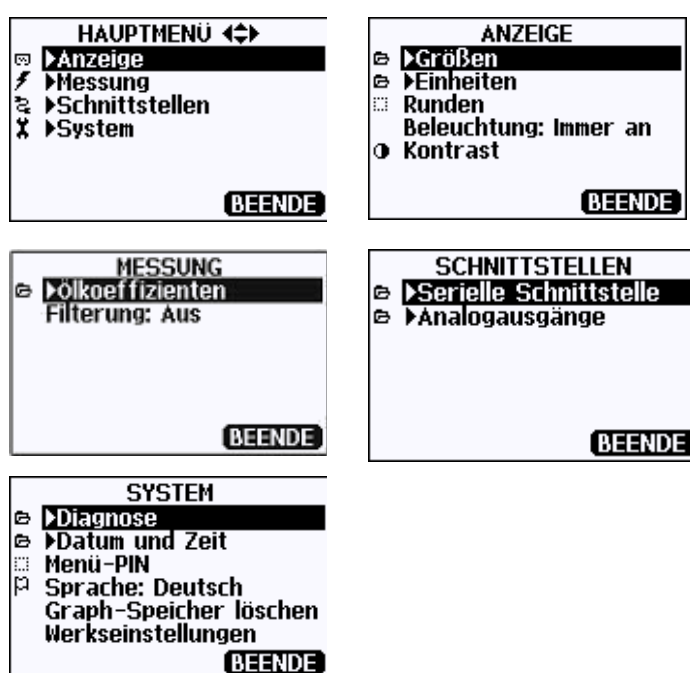 HAUPTMENÜ
Anzeige
Messung
Schnittstellen
System
BEENDE
ANZEIGE
Größen
Einheiten
Runden
Beleuchtung: Immer an
Kontrast
BEENDE
MESSUNG
Ölkoeffizienten
Filterung: Aus
BEENDE
SCHNITTSTELLEN
Serielle Schnittstelle
Analogausgänge
BEENDE
SYSTEM
Diagnose
Datum und Zeit
Menü-PIN
Sprache: Deutsch
Graph-Speicher löschen
Werkseinstellungen
BEENDE